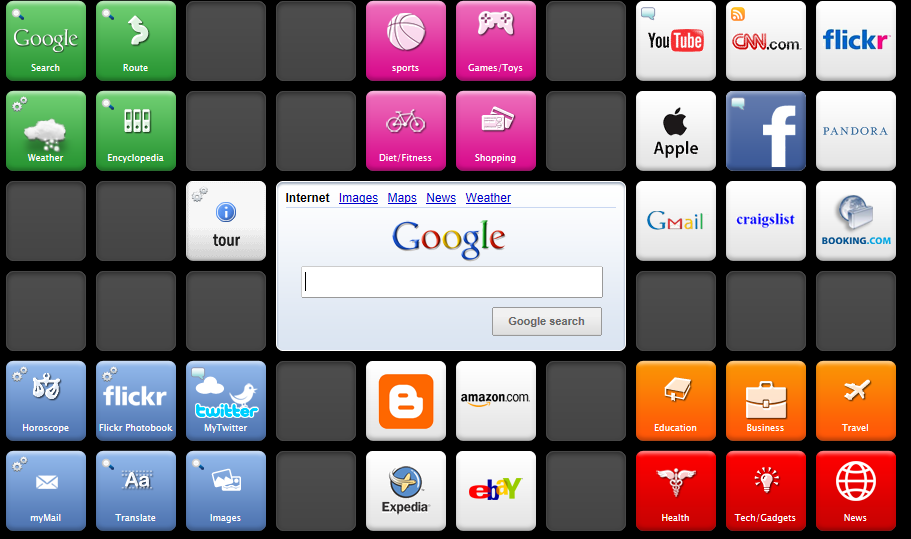 Google
Search
Route
sports
Games/Toys
YouTube
CNN.com
flickr
Weather
Encyclopedia
Diet/Fitness
Shopping
Apple
f
PANDORA
tour
Internet Images Maps News Weather
Google
Google search
Gmail
craigslist
BOOKING.COM
Horoscope
flickr
Flickr Photobook
twitter
MyTwitter
amazon.com
Education
Business
Travel
myMail
Aa
Translate
Images
Expedia
ebay
Health
Tech/Gadgets
News